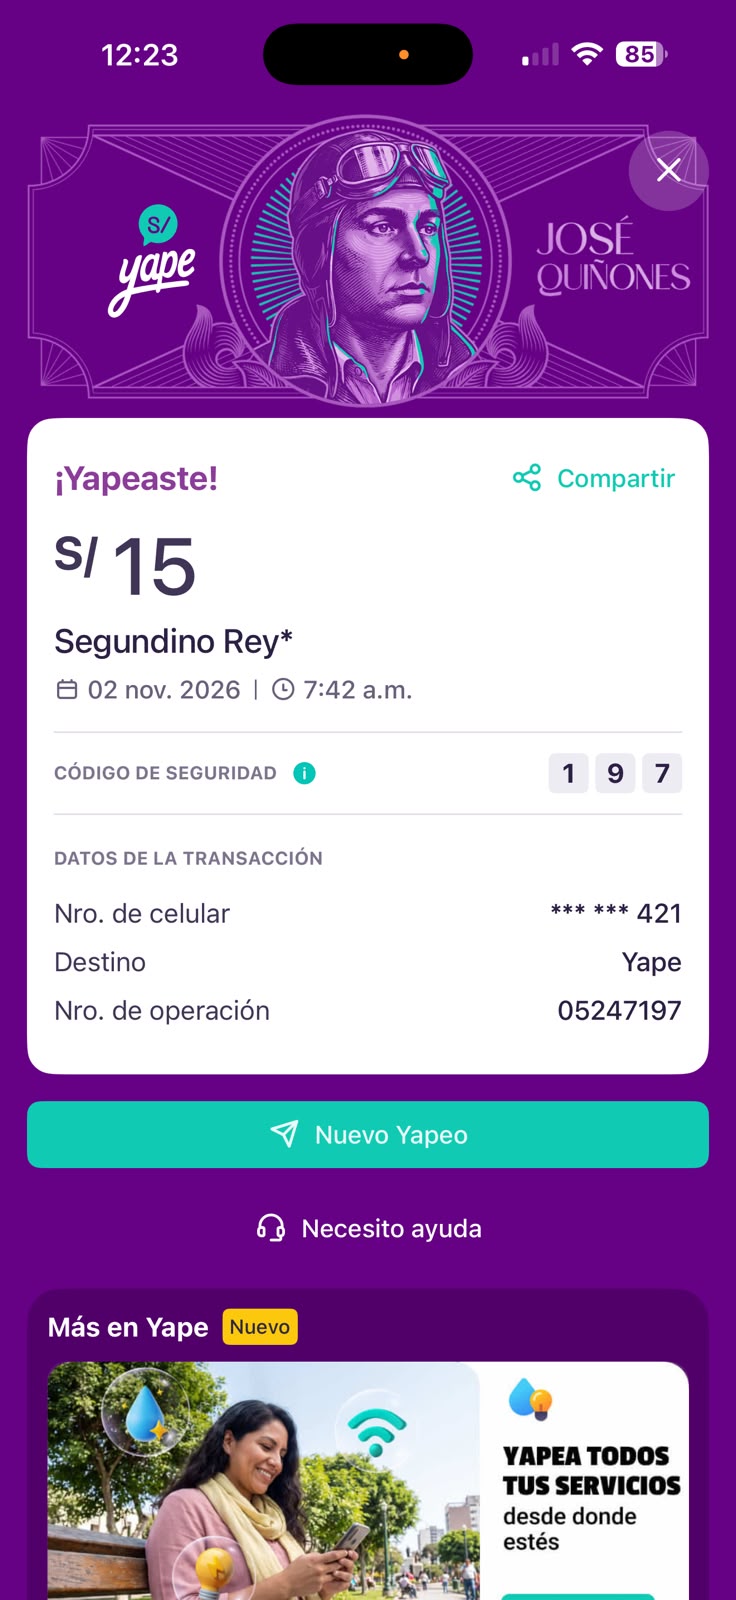 12:23
85
S/
yape
JOSÉ
QUIÑONES
¡Yapeaste!
Compartir
S/ 15
Segundino Rey*
02 nov. 2026 | 7:42 a.m.
CÓDIGO DE SEGURIDAD
1 9 7
DATOS DE LA TRANSACCIÓN
Nro. de celular *** *** 421
Destino Yape
Nro. de operación 05247197
Nuevo Yapeo
Necesito ayuda
Más en Yape Nuevo
YAPEA TODOS
TUS SERVICIOS
desde donde
estés